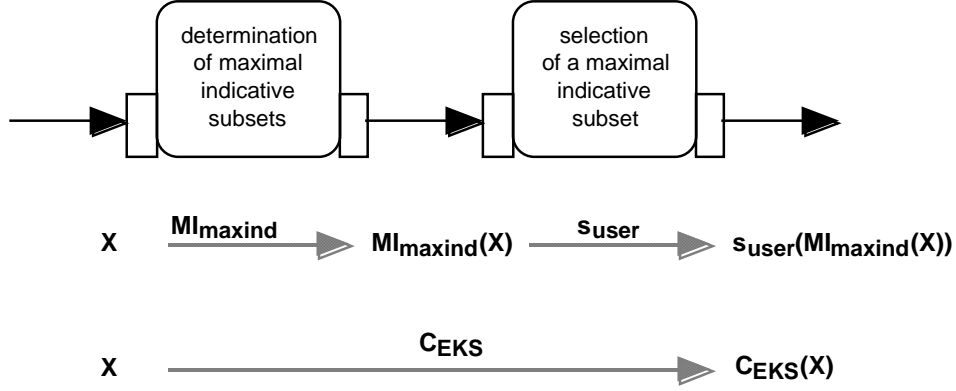 determination
of maximal
indicative
subsets
selection
of a maximal
indicative
subset
X MImaxind MImaxind(X) suser suser(MImaxind(X))
X CEKS CEKS(X)